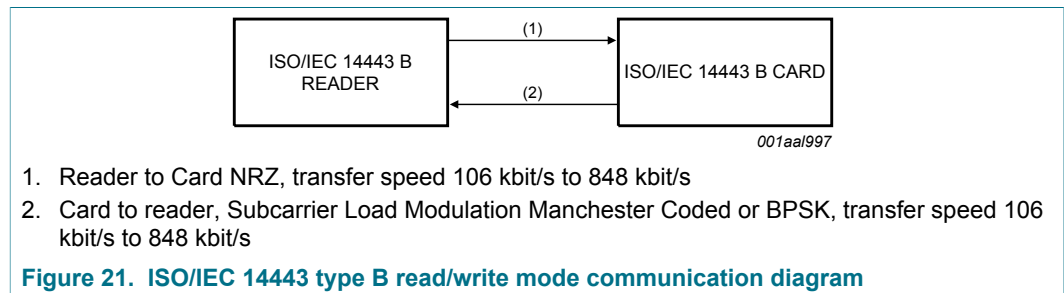 (1)
ISO/IEC 14443 B
READER
ISO/IEC 14443 B CARD
(2)
001aal997
1. Reader to Card NRZ, transfer speed 106 kbit/s to 848 kbit/s
2. Card to reader, Subcarrier Load Modulation Manchester Coded or BPSK, transfer speed 106
kbit/s to 848 kbit/s
Figure 21. ISO/IEC 14443 type B read/write mode communication diagram